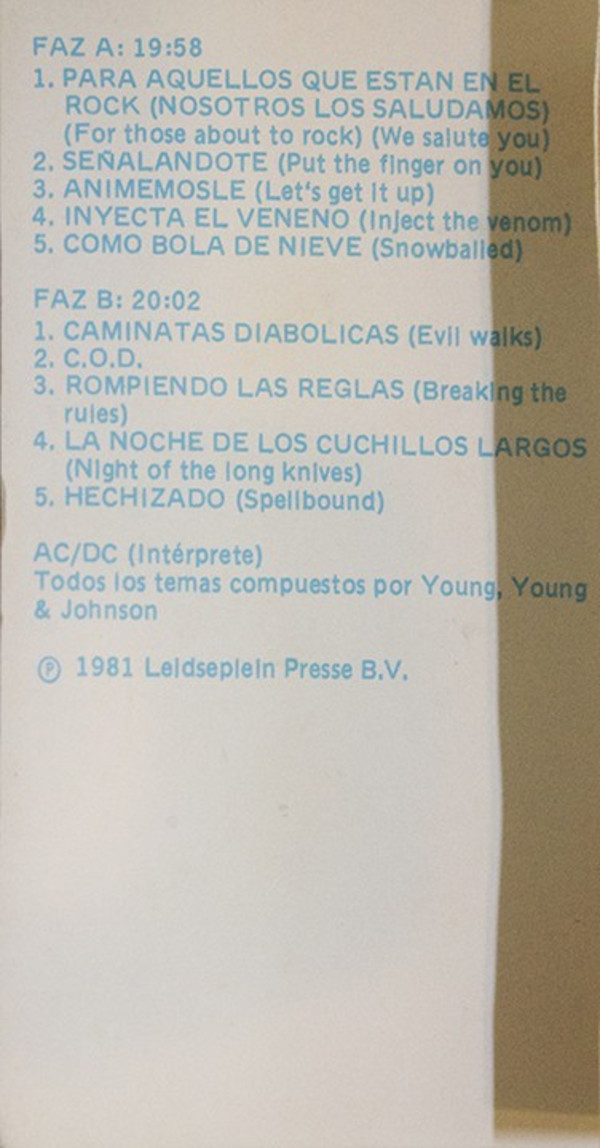 FAZ A: 19:58
1. PARA AQUELLOS QUE ESTAN EN EL
ROCK (NOSOTROS LOS SALUDAMOS)
(For those about to rock) (We salute you)
2. SEÑALANDOTE (Put the finger on you)
3. ANIMEMOSLE (Let's get it up)
4. INYECTA EL VENENO (Inject the venom)
5. COMO BOLA DE NIEVE (Snowballed)
FAZ B: 20:02
1. CAMINATAS DIABOLICAS (Evil walks)
2. C.O.D.
3. ROMPIENDO LAS REGLAS (Breaking the
rules)
4. LA NOCHE DE LOS CUCHILLOS LARGOS
(Night of the long knives)
5. HECHIZADO (Spellbound)
AC/DC (Intérprete)
Todos los temas compuestos por Young, Young
& Johnson
℗ 1981 Leidseplein Presse B.V.